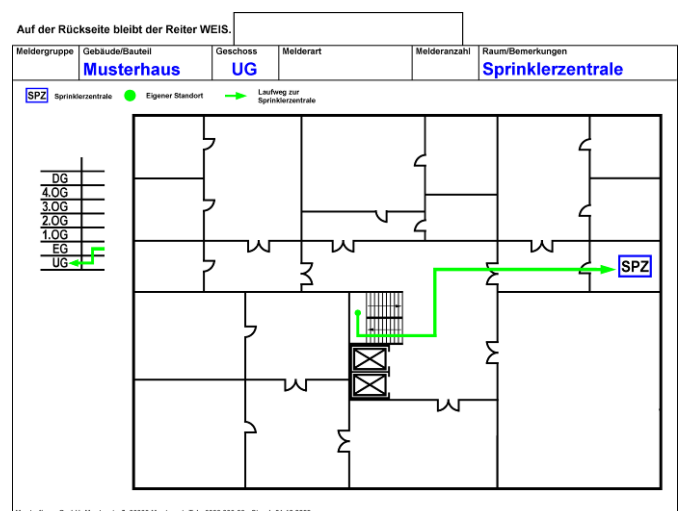 Auf der Rückseite bleibt der Reiter WEIS.
Meldergruppe Gebäude/Bauteil Geschoss Melderart Melderanzahl Raum/Bemerkungen
Musterhaus UG Sprinklerzentrale
SPZ Sprinklerzentrale Eigener Standort Laufweg zur
Sprinklerzentrale
DG
4.OG
3.OG
2.OG
1.OG
EG
UG
SPZ